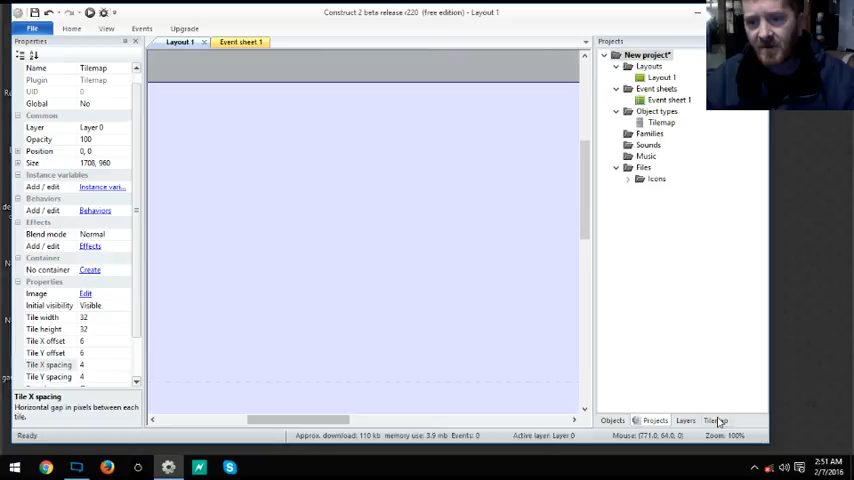 Construct 2 beta release r220 (free edition) - Layout 1
File
Home
View
Events
Upgrade
Properties
Layout 1
Event sheet 1
Projects
Name Tilemap
Plugin Tilemap
UID 0
Global No
Common
Layer Layer 0
Opacity 100
Position 0, 0
Size 1708, 960
Instance variables
Add / edit Instance vari...
Behaviors
Add / edit Behaviors
Effects
Blend mode Normal
Add / edit Effects
Container
No container Create
Properties
Image Edit
Initial visibility Visible
Tile width 32
Tile height 32
Tile X offset 6
Tile Y offset 6
Tile X spacing 4
Tile Y spacing 4
Tile X spacing
Horizontal gap in pixels between each tile.
New project*
Layouts
Layout 1
Event sheets
Event sheet 1
Object types
Tilemap
Families
Sounds
Music
Files
Icons
Objects
Projects
Layers
Tilemap
Ready
Approx. download: 110 kb
memory use: 3.9 mb
Events: 0
Active layer: Layer 0
Mouse: (771.0, 64.0, 0)
Zoom: 100%
2:51 AM
2/7/2016